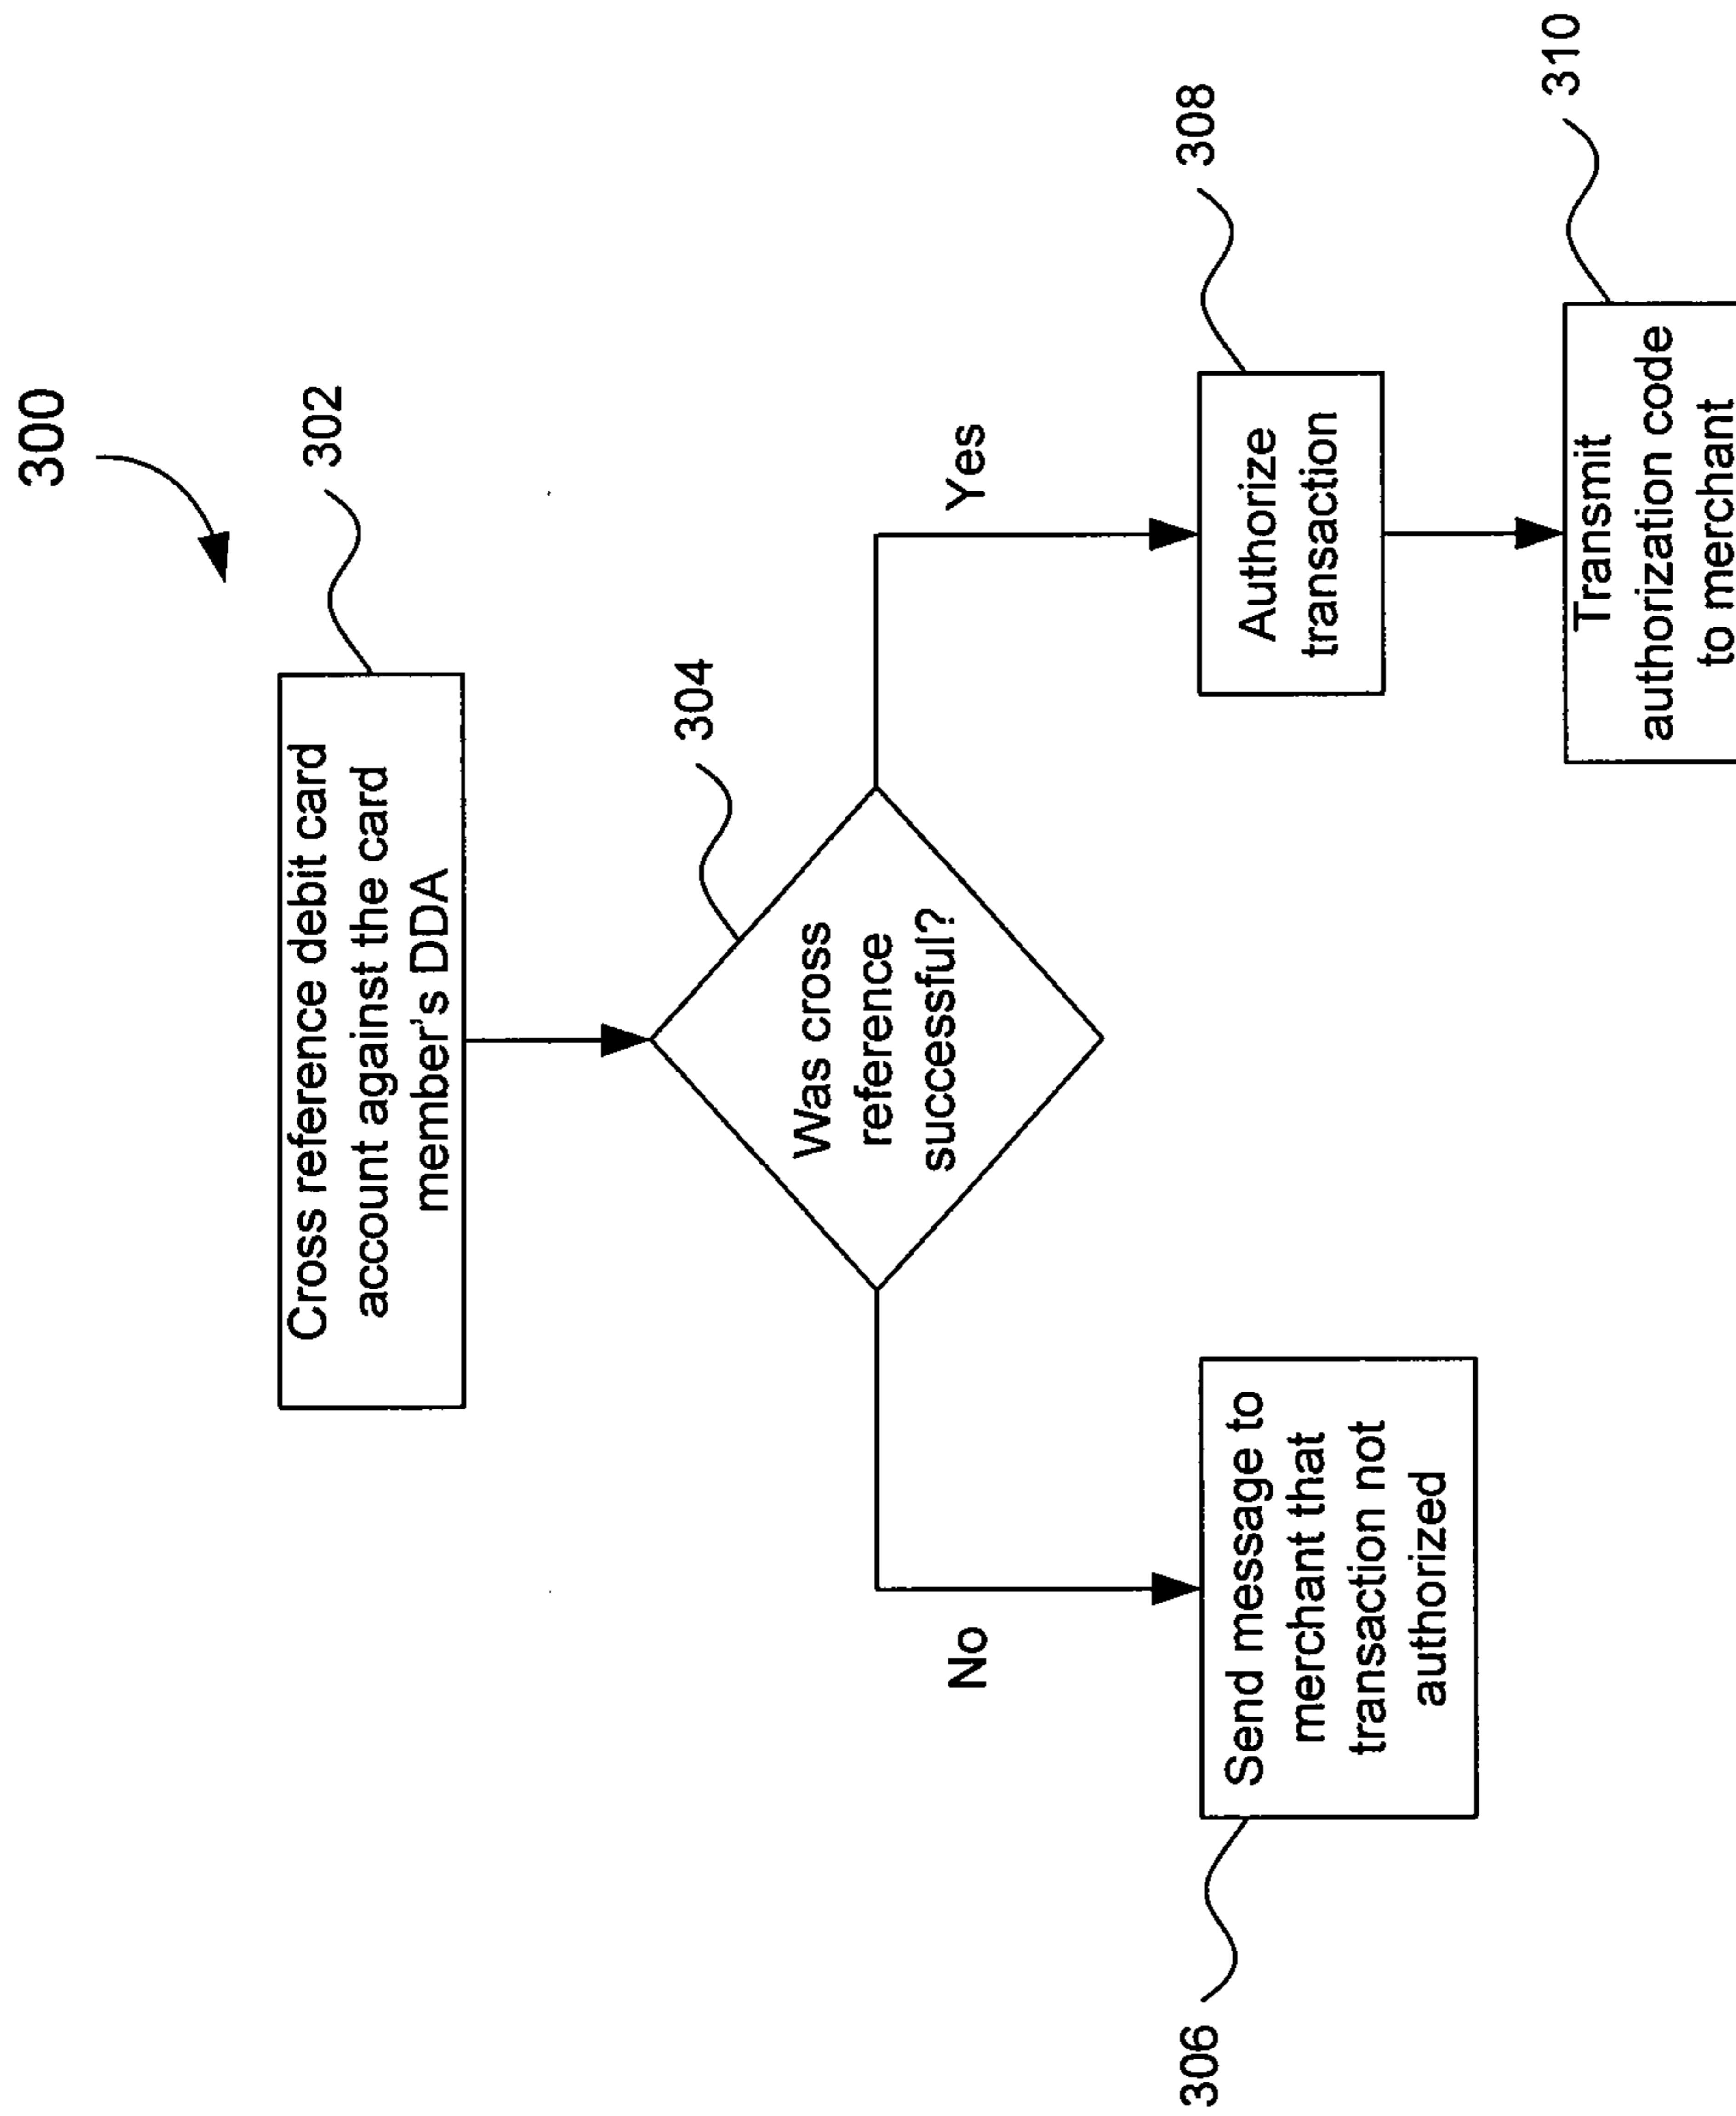 300
302
Cross reference debit card
account against the card
member's DDA
304
Was cross
reference
successful?
No
Yes
306
Send message to
merchant that
transaction not
authorized
308
Authorize
transaction
310
Transmit
authorization code
to merchant